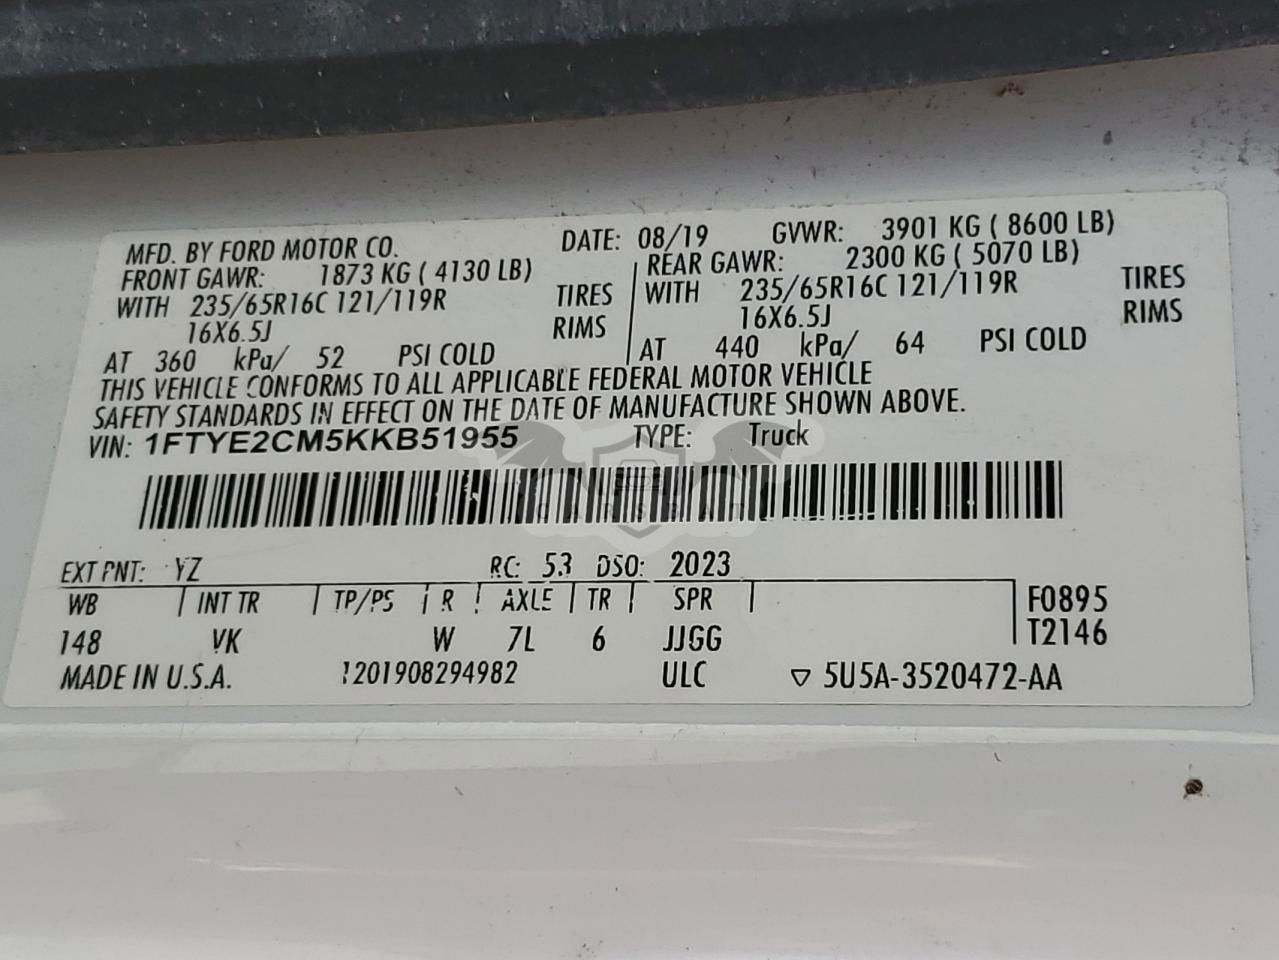 MFD. BY FORD MOTOR CO. DATE: 08/19 GVWR: 3901 KG ( 8600 LB)
FRONT GAWR: 1873 KG ( 4130 LB) REAR GAWR: 2300 KG ( 5070 LB)
WITH 235/65R16C 121/119R TIRES WITH 235/65R16C 121/119R TIRES
16X6.5J RIMS 16X6.5J RIMS
AT 360 kPa/ 52 PSI COLD AT 440 kPa/ 64 PSI COLD
THIS VEHICLE CONFORMS TO ALL APPLICABLE FEDERAL MOTOR VEHICLE
SAFETY STANDARDS IN EFFECT ON THE DATE OF MANUFACTURE SHOWN ABOVE.
VIN: 1FTYE2CM5KKB51955 TYPE: Truck
CARSBAT
EXT PNT: YZ RC: 53 DSO: 2023
WB INT TR TP/PS R AXLE TR SPR F0895
148 VK W 7L 6 JJGG T2146
MADE IN U.S.A. 1201908294982 ULC ▽ 5U5A-3520472-AA